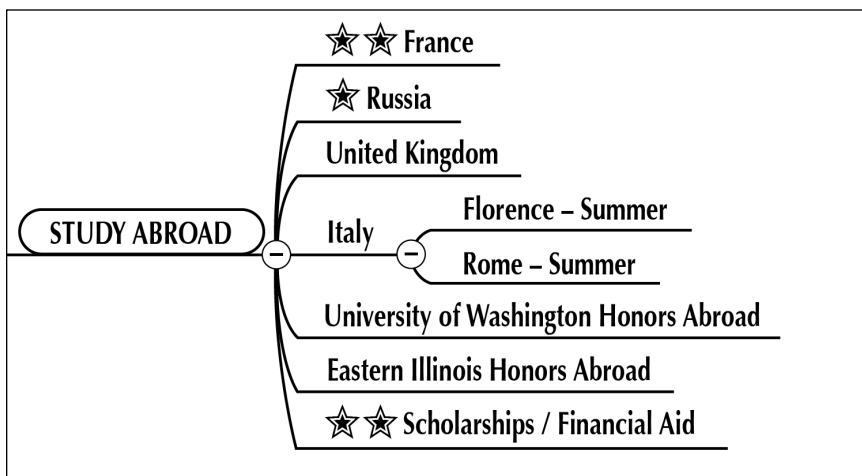 France
Russia
United Kingdom
STUDY ABROAD
Italy
Florence – Summer
Rome – Summer
University of Washington Honors Abroad
Eastern Illinois Honors Abroad
Scholarships / Financial Aid